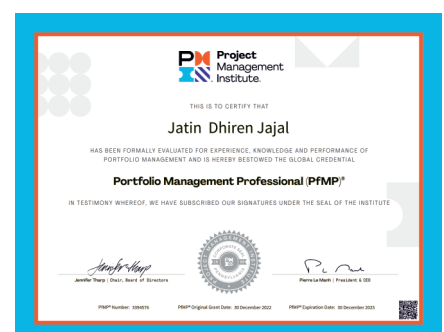 Project
Management
Institute.
THIS IS TO CERTIFY THAT
Jatin Dhiren Jajal
HAS BEEN FORMALLY EVALUATED FOR EXPERIENCE, KNOWLEDGE AND PERFORMANCE OF
PORTFOLIO MANAGEMENT AND IS HEREBY BESTOWED THE GLOBAL CREDENTIAL
Portfolio Management Professional (PfMP)®
IN TESTIMONY WHEREOF, WE HAVE SUBSCRIBED OUR SIGNATURES UNDER THE SEAL OF THE INSTITUTE
Jennifer Tharp | Chair, Board of Directors
Pierre Le Manh | President & CEO
PfMP® Number: 3394576
PfMP® Original Grant Date: 30 December 2022
PfMP® Expiration Date: 30 December 2025